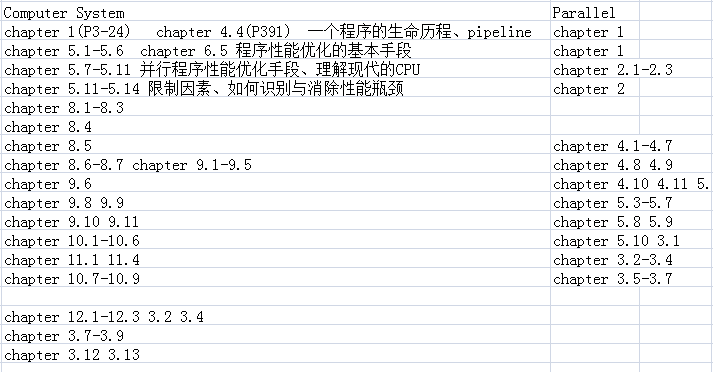 Computer System Parallel
chapter 1(P3-24) chapter 4.4(P391) 一个程序的生命历程、pipeline chapter 1
chapter 5.1-5.6 chapter 6.5 程序性能优化的基本手段 chapter 1
chapter 5.7-5.11 并行程序性能优化手段、理解现代的CPU chapter 2.1-2.3
chapter 5.11-5.14 限制因素、如何识别与消除性能瓶颈 chapter 2
chapter 8.1-8.3
chapter 8.4
chapter 8.5 chapter 4.1-4.7
chapter 8.6-8.7 chapter 9.1-9.5 chapter 4.8 4.9
chapter 9.6 chapter 4.10 4.11 5.
chapter 9.8 9.9 chapter 5.3-5.7
chapter 9.10 9.11 chapter 5.8 5.9
chapter 10.1-10.6 chapter 5.10 3.1
chapter 11.1 11.4 chapter 3.2-3.4
chapter 10.7-10.9 chapter 3.5-3.7
chapter 12.1-12.3 3.2 3.4
chapter 3.7-3.9
chapter 3.12 3.13